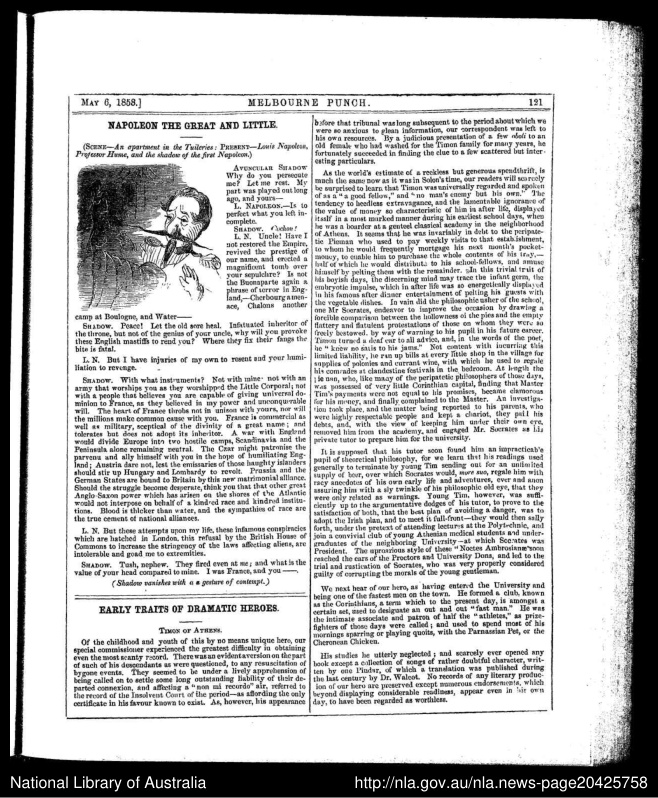 MAY 6, 1858.] MELBOURNE PUNCH. 121
NAPOLEON THE GREAT AND LITTLE.
(SCENE—An apartment in the Tuileries: PRESENT—Louis Napoleon,
Professor Hume, and the shadow of the first Napoleon.)
AVUNCULAR SHADOW
Why do you persecute
me? Let me rest. My
part was played out long
ago, and yours—
L. NAPOLEON.—Is to
perfect what you left in-
complete.
SHADOW. Cochon!
L. N. Uncle! Have I
not restored the Empire,
revived the prestige of
our name, and erected a
magnificent tomb over
your sepulchre? Is not
the Buonaparte again a
phrase of terror in Eng-
land,—Cherbourg a men-
ace, Chalons another
camp at Boulogne, and Water——
SHADOW. Peace! Let the old sore heal. Infatuated inheritor of
the throne, but not of the genius of your uncle, why will you provoke
these English mastiffs to rend you? Where they fix their fangs the
bite is fatal.
L. N. But I have injuries of my own to resent and your humi-
liation to revenge.
SHADOW. With what instruments? Not with mine: not with an
army that worships you as they worshipped the Little Corporal; not
with a people that believes you are capable of giving universal do-
minion to France, as they believed in my power and unconquerable
will. The heart of France throbs not in unison with yours, nor will
the millions make common cause with you. France is commercial as
well as military, sceptical of the divinity of a great name; and
tolerates but does not adopt its inheritor. A war with England
would divide Europe into two hostile camps, Scandinavia and the
Peninsula alone remaining neutral. The Czar might patronise the
parvenu and ally himself with you in the hope of humiliating Eng-
land; Austria dare not, lest the emissaries of those haughty islanders
should stir up Hungary and Lombardy to revolt. Prussia and the
German States are bound to Britain by this new matrimonial alliance.
Should the struggle become desperate, think you that that other great
Anglo-Saxon power which has arisen on the shores of the Atlantic
would not interpose on behalf of a kindred race and kindred institu-
tions. Blood is thicker than water, and the sympathies of race are
the true cement of national alliances.
L. N. But these attempts upon my life, these infamous conspiracies
which are hatched in London, this refusal by the British House of
Commons to increase the stringency of the laws affecting aliens, are
intolerable and goad me to extremities.
SHADOW. Tush, nephew. They fired even at me; and what is the
value of your head compared to mine. I was France, and you ——.
(Shadow vanishes with a gesture of contempt.)
EARLY TRAITS OF DRAMATIC HEROES.
TIMON OF ATHENS.
Of the childhood and youth of this by no means unique hero, our
special commissioner experienced the greatest difficulty in obtaining
even the most scanty record. There was an evident aversion on the part
of such of his descendants as were questioned, to any resuscitation of
bygone events. They seemed to be under a lively apprehension of
being called on to settle some long outstanding liability of their de-
parted connexion, and affecting a "non mi recordo" air, referred to
the record of the Insolvent Court of the period—as affording the only
certificate in his favour known to exist. As, however, his appearance
before that tribunal was long subsequent to the period about which we
were so anxious to glean information, our correspondent was left to
his own resources. By a judicious presentation of a few oboli to an
old female who had washed for the Timon family for many years, he
fortunately succeeded in finding the clue to a few scattered but inter-
esting particulars.
As the world's estimate of a reckless but generous spendthrift, is
much the same now as it was in Solon's time, our readers will scarcely
be surprised to learn that Timon was universally regarded and spoken
of as a "a good fellow," and "no man's enemy but his own." The
tendency to heedless extravagance, and the lamentable ignorance of
the value of money so characteristic of him in after life, displayed
itself in a most marked manner during his earliest school days, when
he was a boarder at a genteel classical academy in the neighborhood
of Athens. It seems that he was invariably in debt to the peripate-
tic Pieman who used to pay weekly visits to that establishment,
to whom he would frequently mortgage his next month's pocket-
money, to enable him to purchase the whole contents of his tray,—
half of which he would distribute to his school-fellows, and amuse
himself by pelting them with the remainder. In this trivial trait of
his boyish days, the discerning mind may trace the infant germ, the
embryotic impulse, which in after life was so energetically displayed
in his famous after dinner entertainment of pelting his guests with
the vegetable dishes. In vain did the philosophic usher of the school,
one Mr Socrates, endeavor to improve the occasion by drawing a
forcible comparison between the hollowness of the pies and the empty
flattery and flatulent protestations of those on whom they were so
freely bestowed, by way of warning to his pupil in his future career.
Timon turned a deaf ear to all advice, and, in the words of the poet,
he "knew no stais to his jams." Not content with incurring this
limited liability, he ran up bills at every little shop in the village for
supplies of polonies and currant wine, with which he used to regale
his comrades at clandestine festivals in the bedroom. At length the
pieman, who, like many of the peripatetic philosophers of those days,
was possessed of very little Corinthian capital, finding that Master
Tim's payments were not equal to his promises, became clamorous
for his money, and finally complained to the Master. An investiga-
tion took place, and the matter being reported to his parents, who
were highly respectable people and kept a chariot, they paid his
debts, and, with the view of keeping him under their own eye,
removed him from the academy, and engaged Mr. Socrates as his
private tutor to prepare him for the university.
It is supposed that his tutor soon found him an impracticable
pupil of theoretical philosophy, for we learn that his readings used
generally to terminate by young Tim sending out for an unlimited
supply of beer, over which Socrates would, more suo, regale him with
racy anecdotes of his own early life and adventures, ever and anon
assuring him with a sly twinkle of his philosophic old eye, that they
were only related as warnings. Young Tim, however, was suffi-
ciently up to the argumentative dodges of his tutor, to prove to the
satisfaction of both, that the best plan of avoiding a danger, was to
adopt the Irish plan, and to meet it full-front—they would then sally
forth, under the pretext of attending lectures at the Polytechnic, and
join a convivial club of young Athenian medical students and under-
graduates of the neighboring University—at which Socrates was
President. The uproarious style of these "Noctes Ambrosianæ" soon
reached the ears of the Proctors and University Dons, and led to the
trial and rustication of Socrates, who was very properly considered
guilty of corrupting the morals of the young gentleman.
We next hear of our hero, as having entered the University and
being one of the fastest men on the town. He formed a club, known
as the Corinthians, a term which to the present day, is amongst a
certain set, used to designate an out and out "fast man." He was
the intimate associate and patron of half the "athletes," as prize-
fighters of those days were called; and used to spend most of his
mornings sparring or playing quoits, with the Parnassian Pet, or the
Cheronean Chicken.
His studies he utterly neglected; and scarcely ever opened any
book except a collection of songs of rather doubtful character, writ-
ten by one Pindar, of which a translation was published during
the last century by Dr. Walcot. No records of any literary produc-
tion of our hero are preserved except numerous endorsements, which
beyond displaying considerable readiness, appear even in his own
day, to have been regarded as worthless.
National Library of Australia http://nla.gov.au/nla.news-page20425758